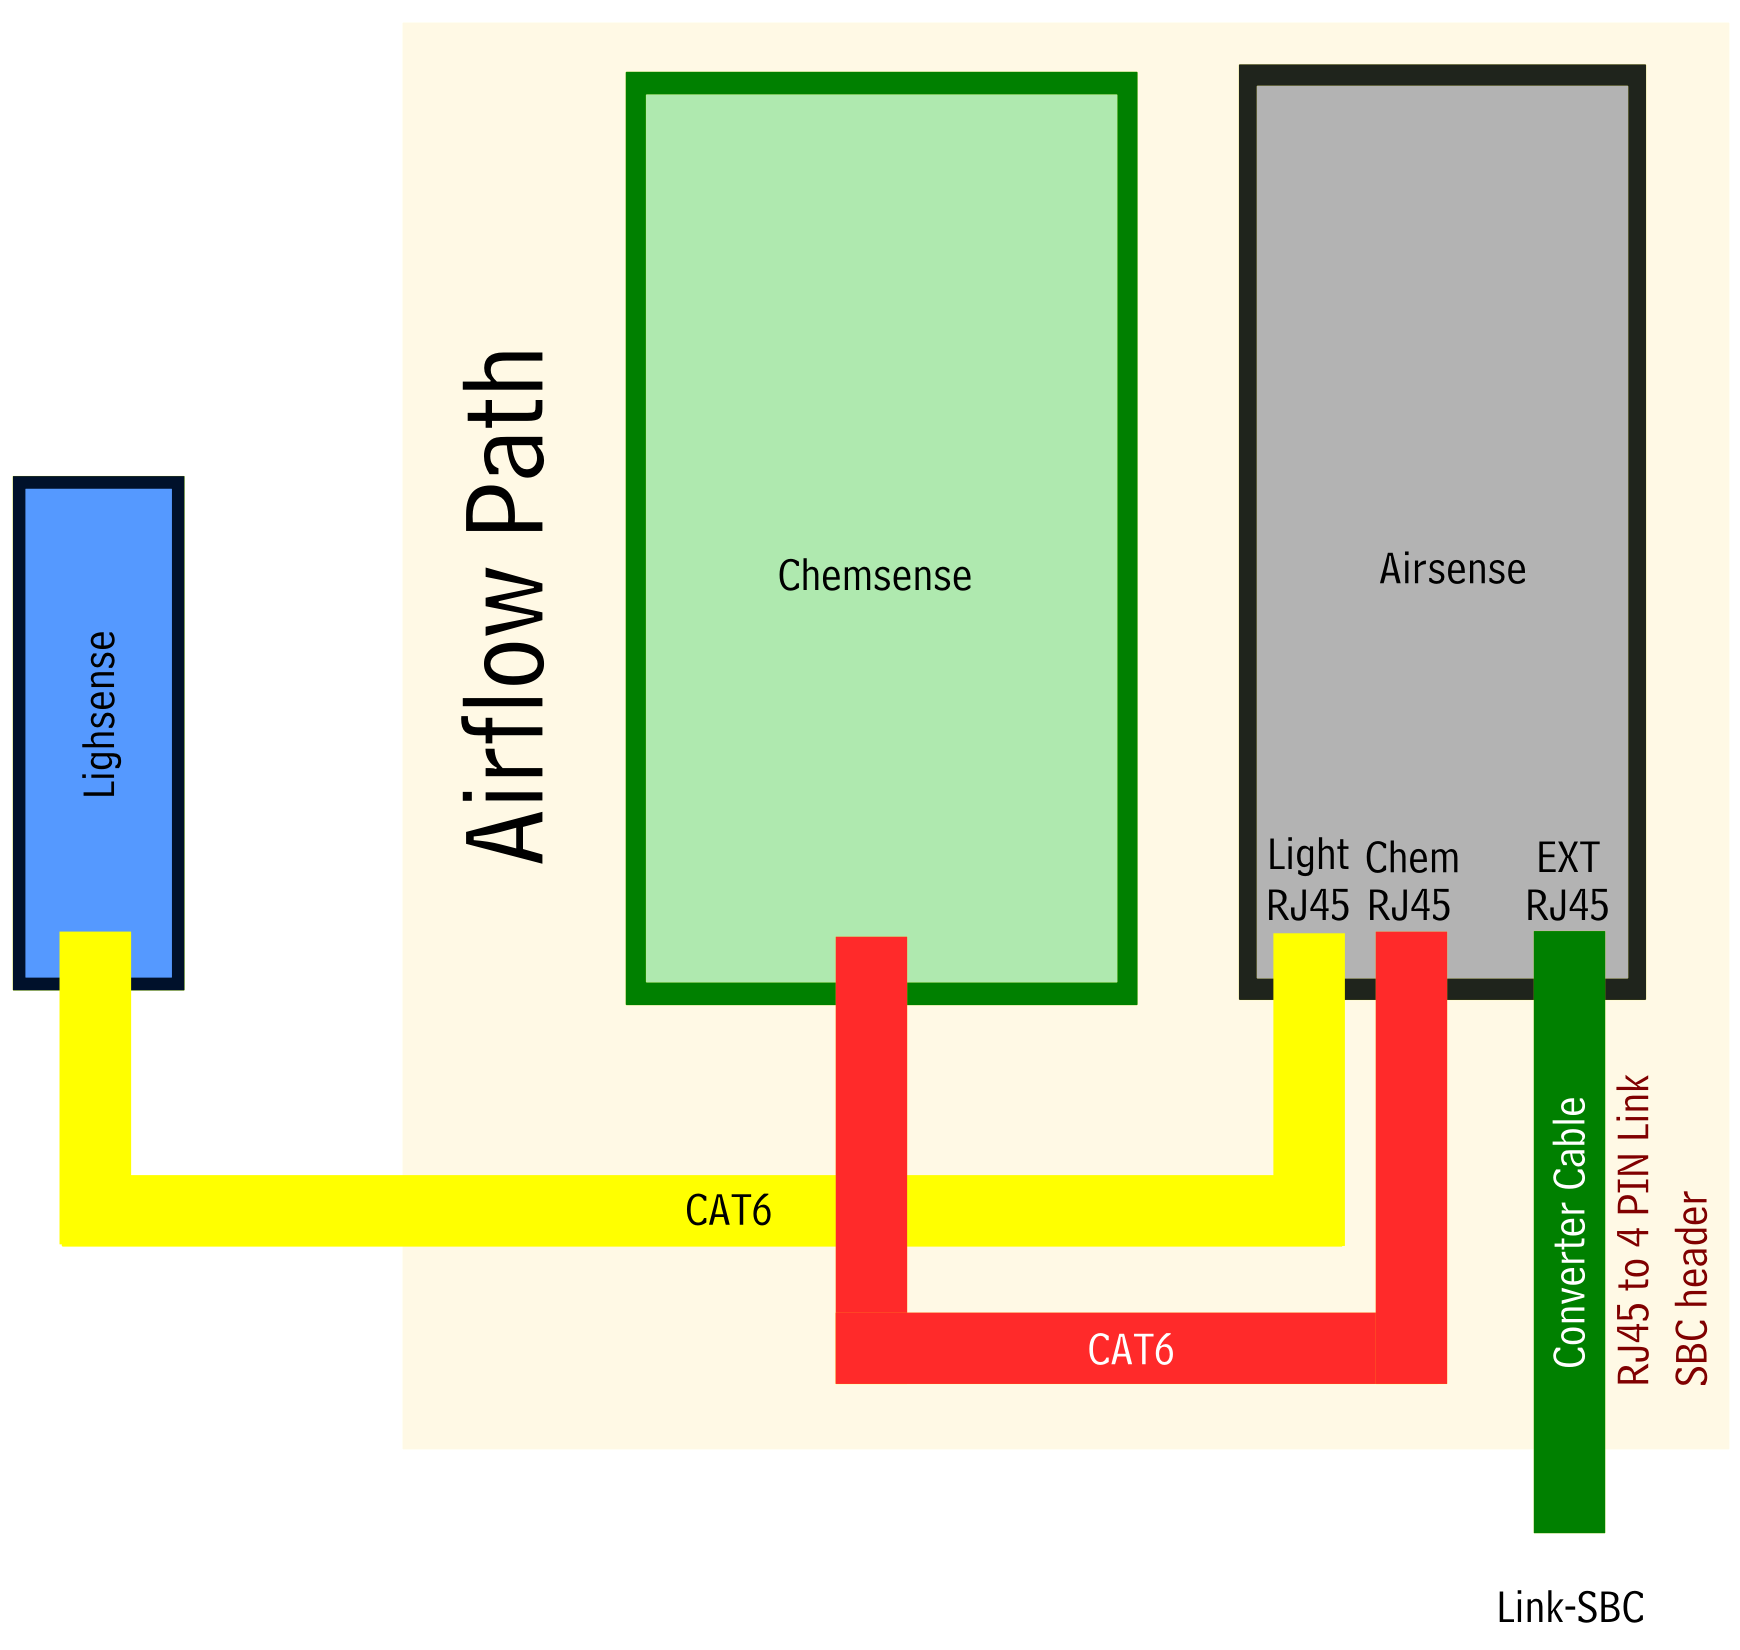 Airflow Path
Lighsense
Chemsense
Airsense
Light
RJ45
Chem
RJ45
EXT
RJ45
CAT6
CAT6
Converter Cable
RJ45 to 4 PIN Link
SBC header
Link-SBC